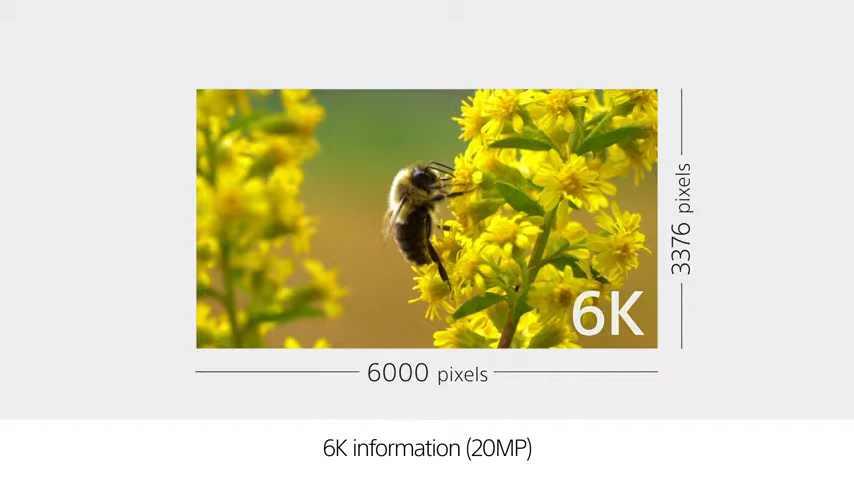 3376 pixels
6K
6000 pixels
6K information (20MP)